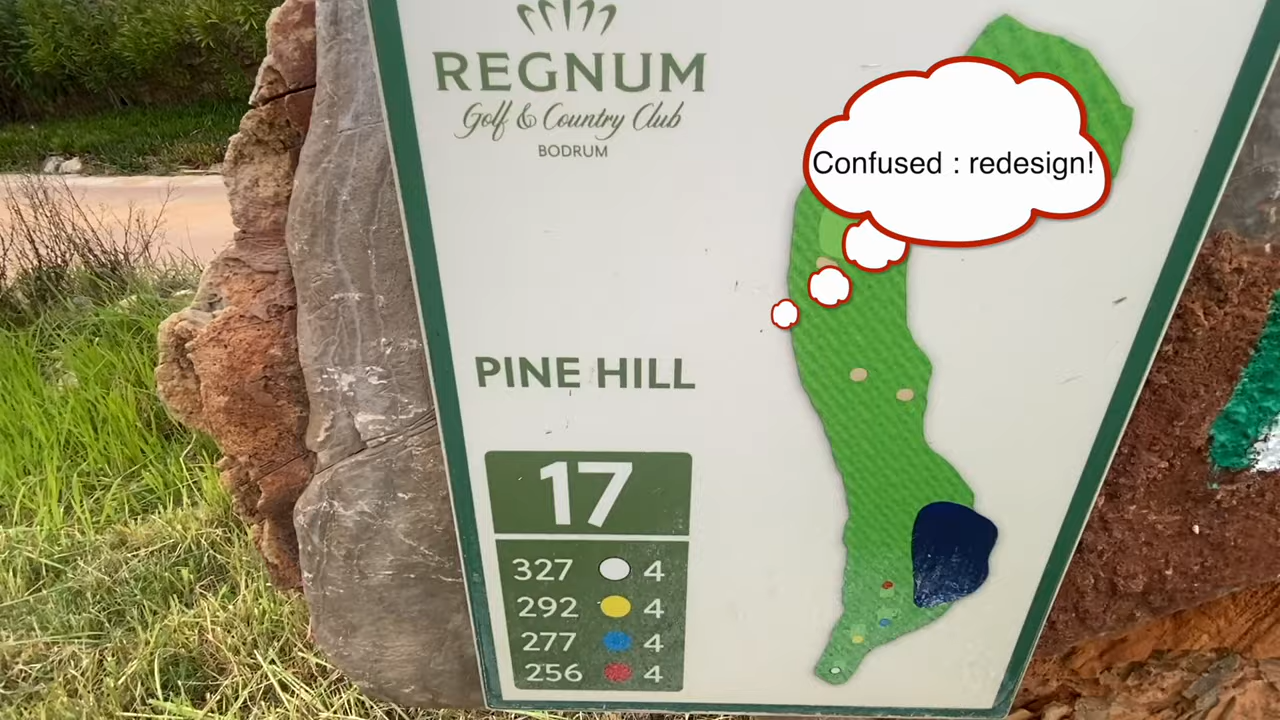 REGNUM
Golf & Country Club
BODRUM
Confused : redesign!
PINE HILL
17
327 4
292 4
277 4
256 4